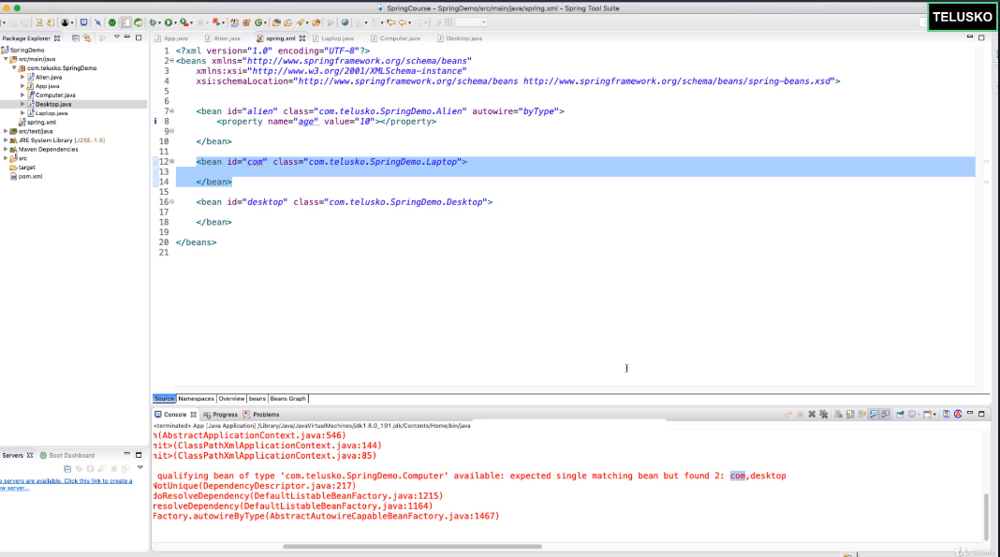 SpringCourse - SpringDemo/src/main/java/spring.xml - Spring Tool Suite
TELUSKO
Package Explorer
App.java
Alien.java
spring.xml
Laptop.java
Computer.java
Desktop.java
SpringDemo
src/main/java
com.telusko.SpringDemo
Alien.java
App.java
Computer.java
Desktop.java
Laptop.java
spring.xml
src/test/java
JRE System Library [J2SE-1.5]
Maven Dependencies
src
target
pom.xml
1 <?xml version="1.0" encoding="UTF-8"?>
2 <beans xmlns="http://www.springframework.org/schema/beans"
3 xmlns:xsi="http://www.w3.org/2001/XMLSchema-instance"
4 xsi:schemaLocation="http://www.springframework.org/schema/beans http://www.springframework.org/schema/beans/spring-beans.xsd">
5
6
7 <bean id="alien" class="com.telusko.SpringDemo.Alien" autowire="byType">
8 <property name="age" value="10"></property>
9
10 </bean>
11
12 <bean id="com" class="com.telusko.SpringDemo.Laptop">
13
14 </bean>
15
16 <bean id="desktop" class="com.telusko.SpringDemo.Desktop">
17
18 </bean>
19
20 </beans>
21
Source Namespaces Overview beans Beans Graph
Console Progress Problems
<terminated> App [Java Application] /Library/Java/JavaVirtualMachines/jdk1.8.0_191.jdk/Contents/Home/bin/java
h(AbstractApplicationContext.java:546)
nit>(ClassPathXmlApplicationContext.java:144)
nit>(ClassPathXmlApplicationContext.java:85)
qualifying bean of type 'com.telusko.SpringDemo.Computer' available: expected single matching bean but found 2: com,desktop
NotUnique(DependencyDescriptor.java:217)
doResolveDependency(DefaultListableBeanFactory.java:1215)
resolveDependency(DefaultListableBeanFactory.java:1164)
Factory.autowireByType(AbstractAutowireCapableBeanFactory.java:1467)
Servers
Boot Dashboard
o servers are available. Click this link to create a
ew server...